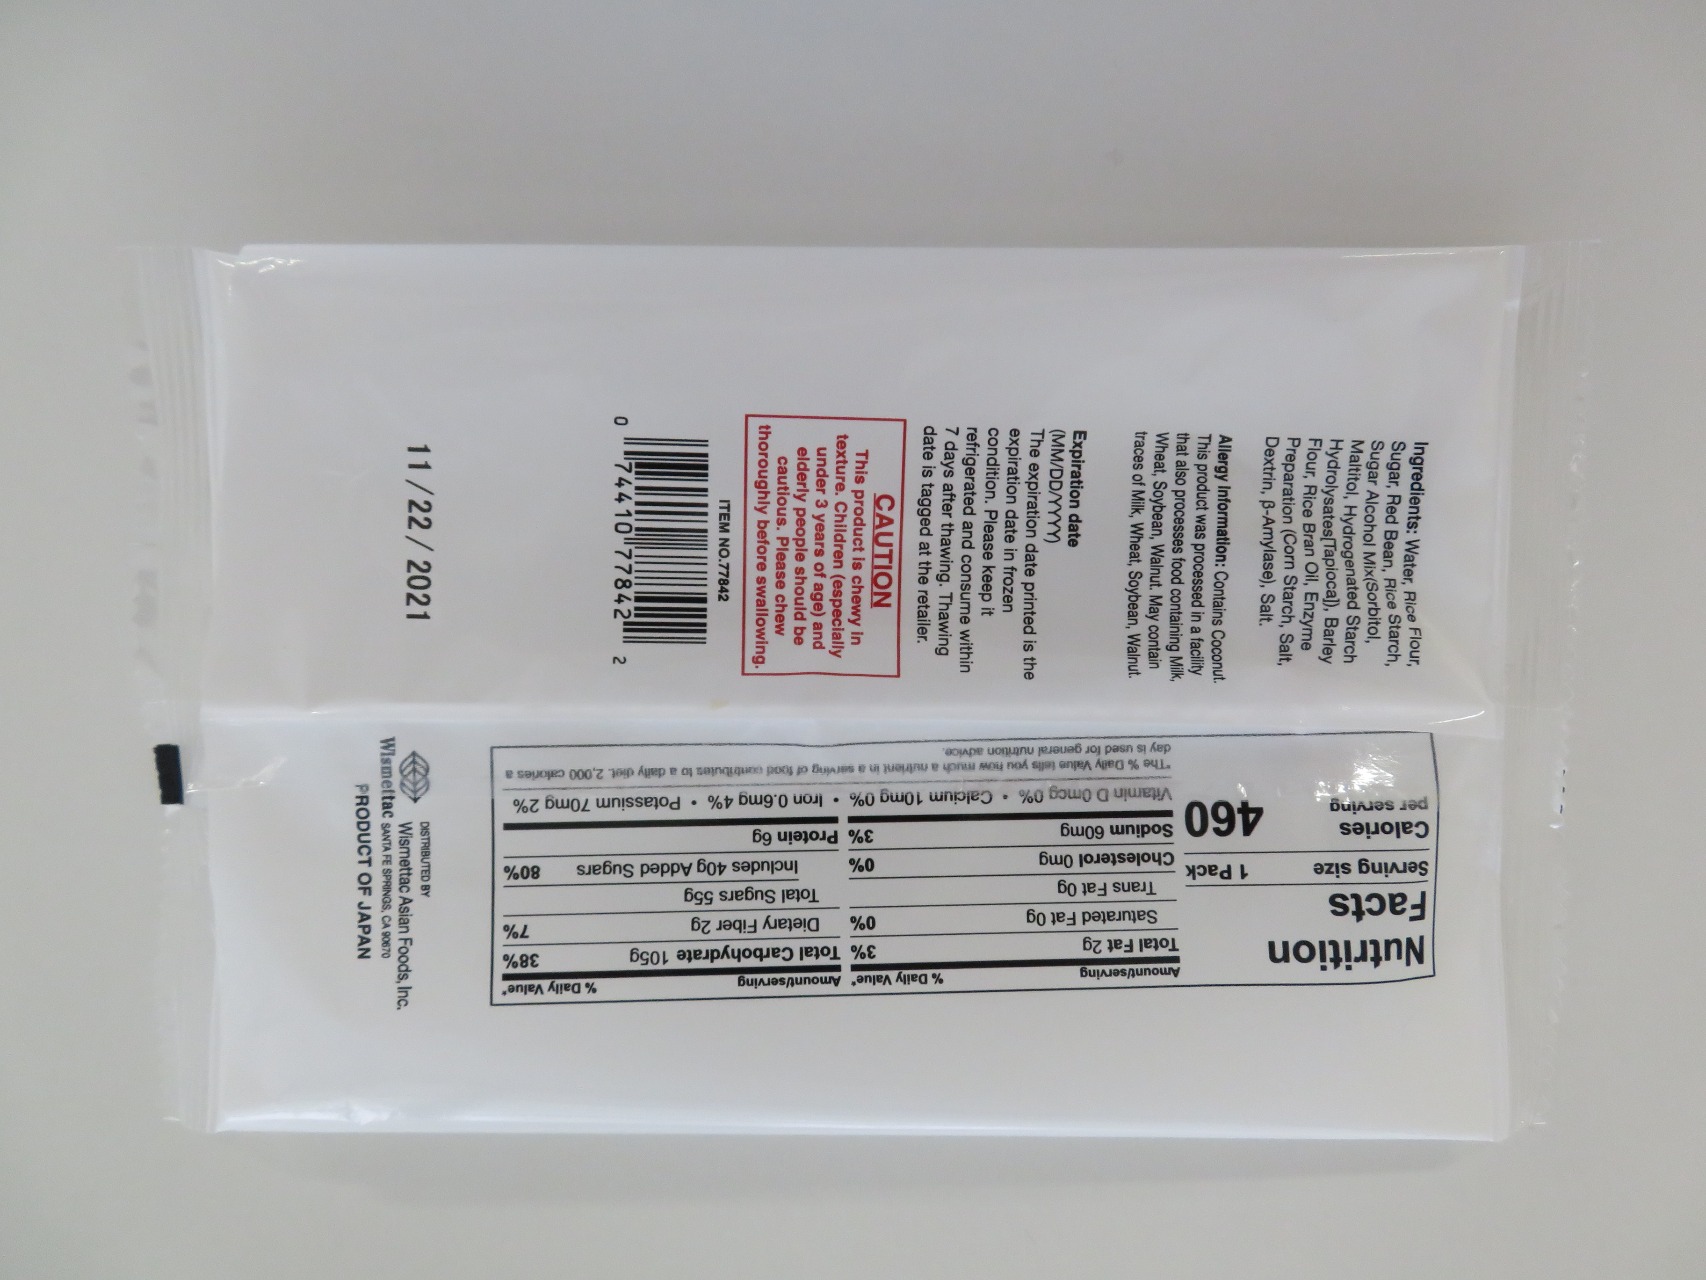 Ingredients: Water, Rice Flour,
Sugar, Red Bean, Rice Starch,
Sugar Alcohol Mix(Sorbitol,
Maltitol, Hydrogenated Starch
Hydrolysates[Tapioca]), Barley
Flour, Rice Bran Oil, Enzyme
Preparation (Corn Starch, Salt,
Dextrin, β-Amylase), Salt.
Allergy Information: Contains Coconut.
This product was processed in a facility
that also processes food containing Milk,
Wheat, Soybean, Walnut. May contain
traces of Milk, Wheat, Soybean, Walnut.
Expiration date
(MM/DD/YYYY)
The expiration date printed is the
expiration date in frozen
condition. Please keep it
refrigerated and consume within
7 days after thawing. Thawing
date is tagged at the retailer.
CAUTION
This product is chewy in
texture. Children (especially
under 3 years of age) and
elderly people should be
cautious. Please chew
thoroughly before swallowing.
ITEM NO.77842
0 74410 77842 2
11/22/2021
Nutrition
Facts
Serving size 1 Pack
Calories
per serving 460
Amount/serving % Daily Value*
Total Fat 2g 3%
Saturated Fat 0g 0%
Trans Fat 0g
Cholesterol 0mg 0%
Sodium 60mg 3%
Amount/serving % Daily Value*
Total Carbohydrate 105g 38%
Dietary Fiber 2g 7%
Total Sugars 55g
Includes 40g Added Sugars 80%
Protein 6g
Vitamin D 0mcg 0% • Calcium 10mg 0% • Iron 0.6mg 4% • Potassium 70mg 2%
*The % Daily Value tells you how much a nutrient in a serving of food contributes to a daily diet. 2,000 calories a
day is used for general nutrition advice.
DISTRIBUTED BY
Wismettac Asian Foods, Inc.
Wismettac SANTA FE SPRINGS, CA 90670
PRODUCT OF JAPAN